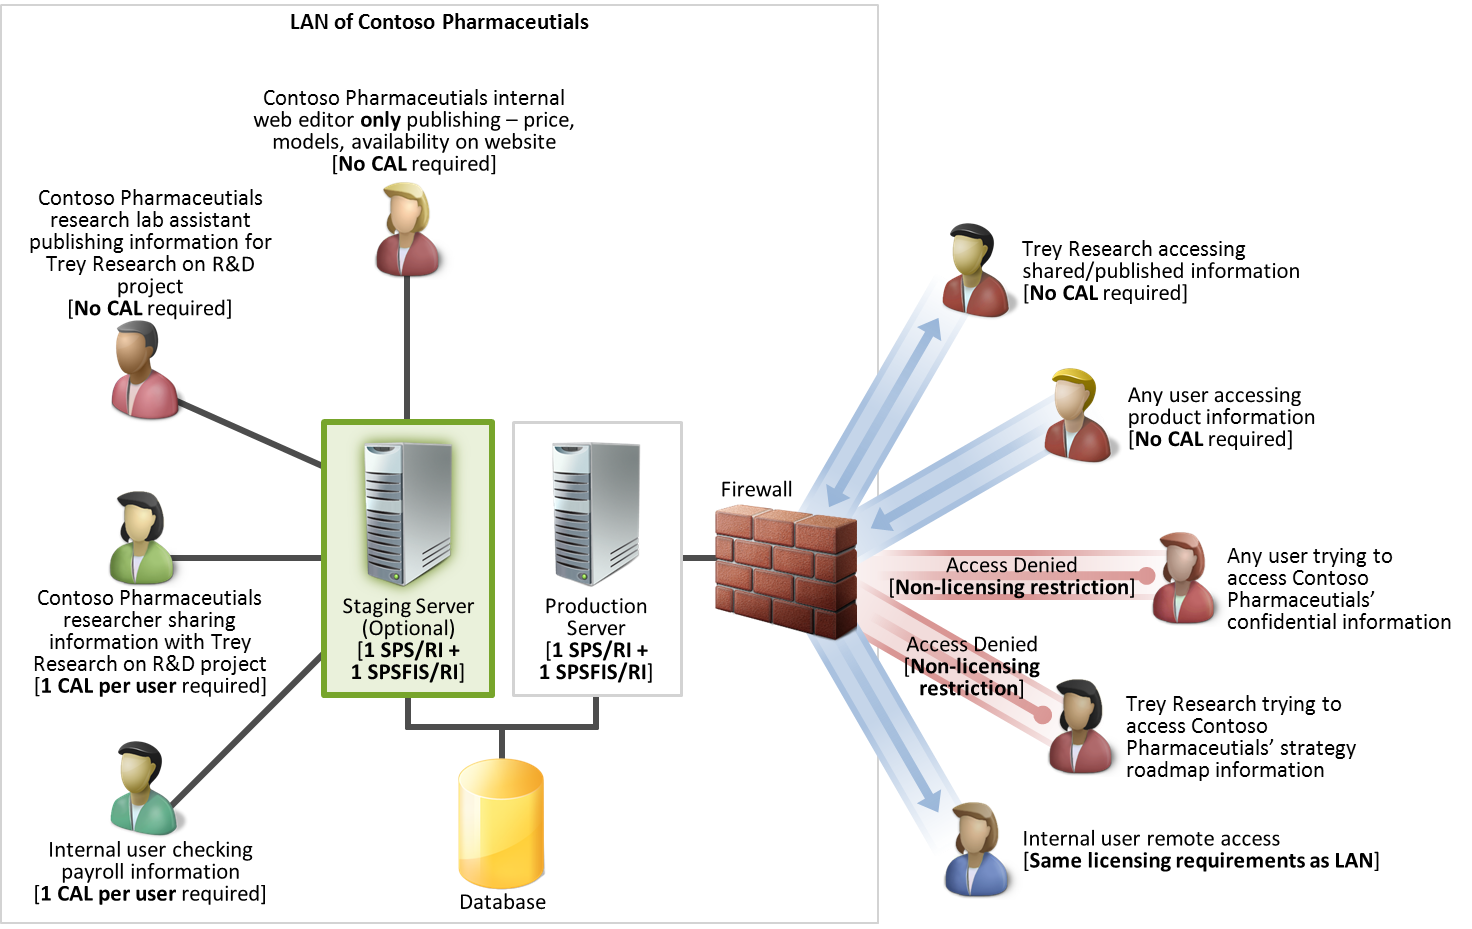 LAN of Contoso Pharmaceutials
Contoso Pharmaceutials internal
web editor only publishing – price,
models, availability on website
[No CAL required]
Contoso Pharmaceutials
research lab assistant
publishing information for
Trey Research on R&D
project
[No CAL required]
Contoso Pharmaceutials
researcher sharing
information with Trey
Research on R&D project
[1 CAL per user required]
Internal user checking
payroll information
[1 CAL per user required]
Staging Server
(Optional)
[1 SPS/RI +
1 SPSFIS/RI]
Production
Server
[1 SPS/RI +
1 SPSFIS/RI]
Database
Firewall
Trey Research accessing
shared/published information
[No CAL required]
Any user accessing
product information
[No CAL required]
Access Denied
[Non-licensing restriction]
Any user trying to
access Contoso
Pharmaceutials’
confidential information
Access Denied
[Non-licensing
restriction]
Trey Research trying to
access Contoso
Pharmaceutials’ strategy
roadmap information
Internal user remote access
[Same licensing requirements as LAN]